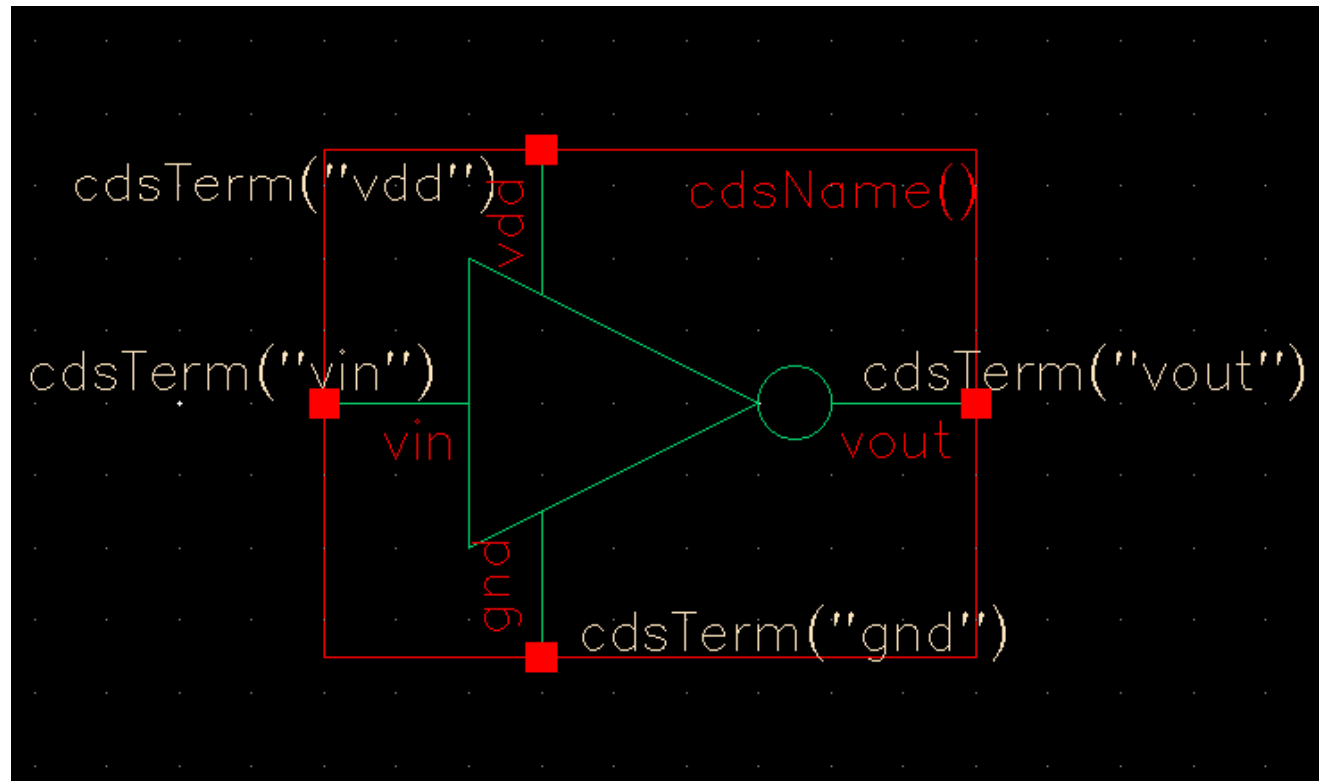 cdsTerm("vdd")
vdd
cdsName()
cdsTerm("vin")
cdsTerm("vout")
vin
vout
gnd
cdsTerm("gnd")